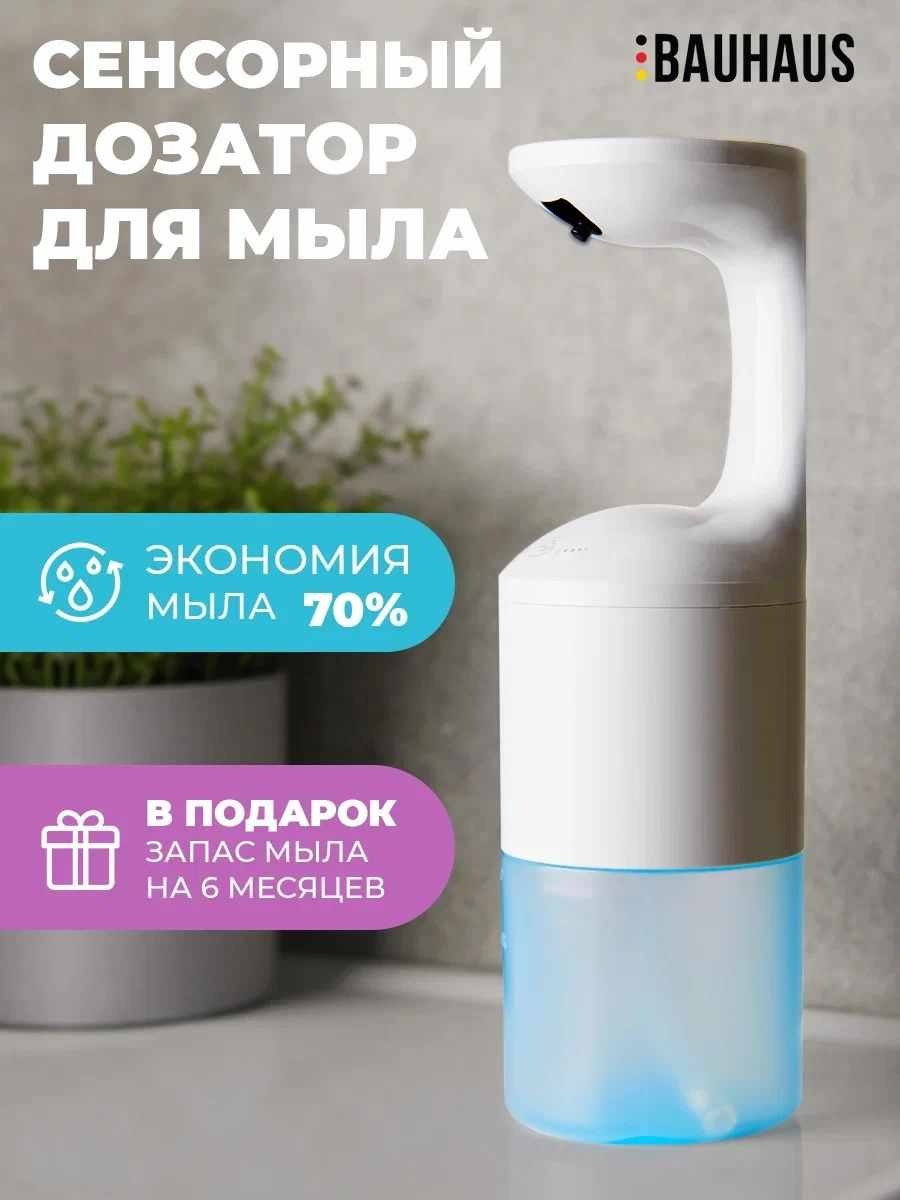 СЕНСОРНЫЙ
ДОЗАТОР
ДЛЯ МЫЛА
BAUHAUS
ЭКОНОМИЯ
МЫЛА 70%
В ПОДАРОК
ЗАПАС МЫЛА
НА 6 МЕСЯЦЕВ